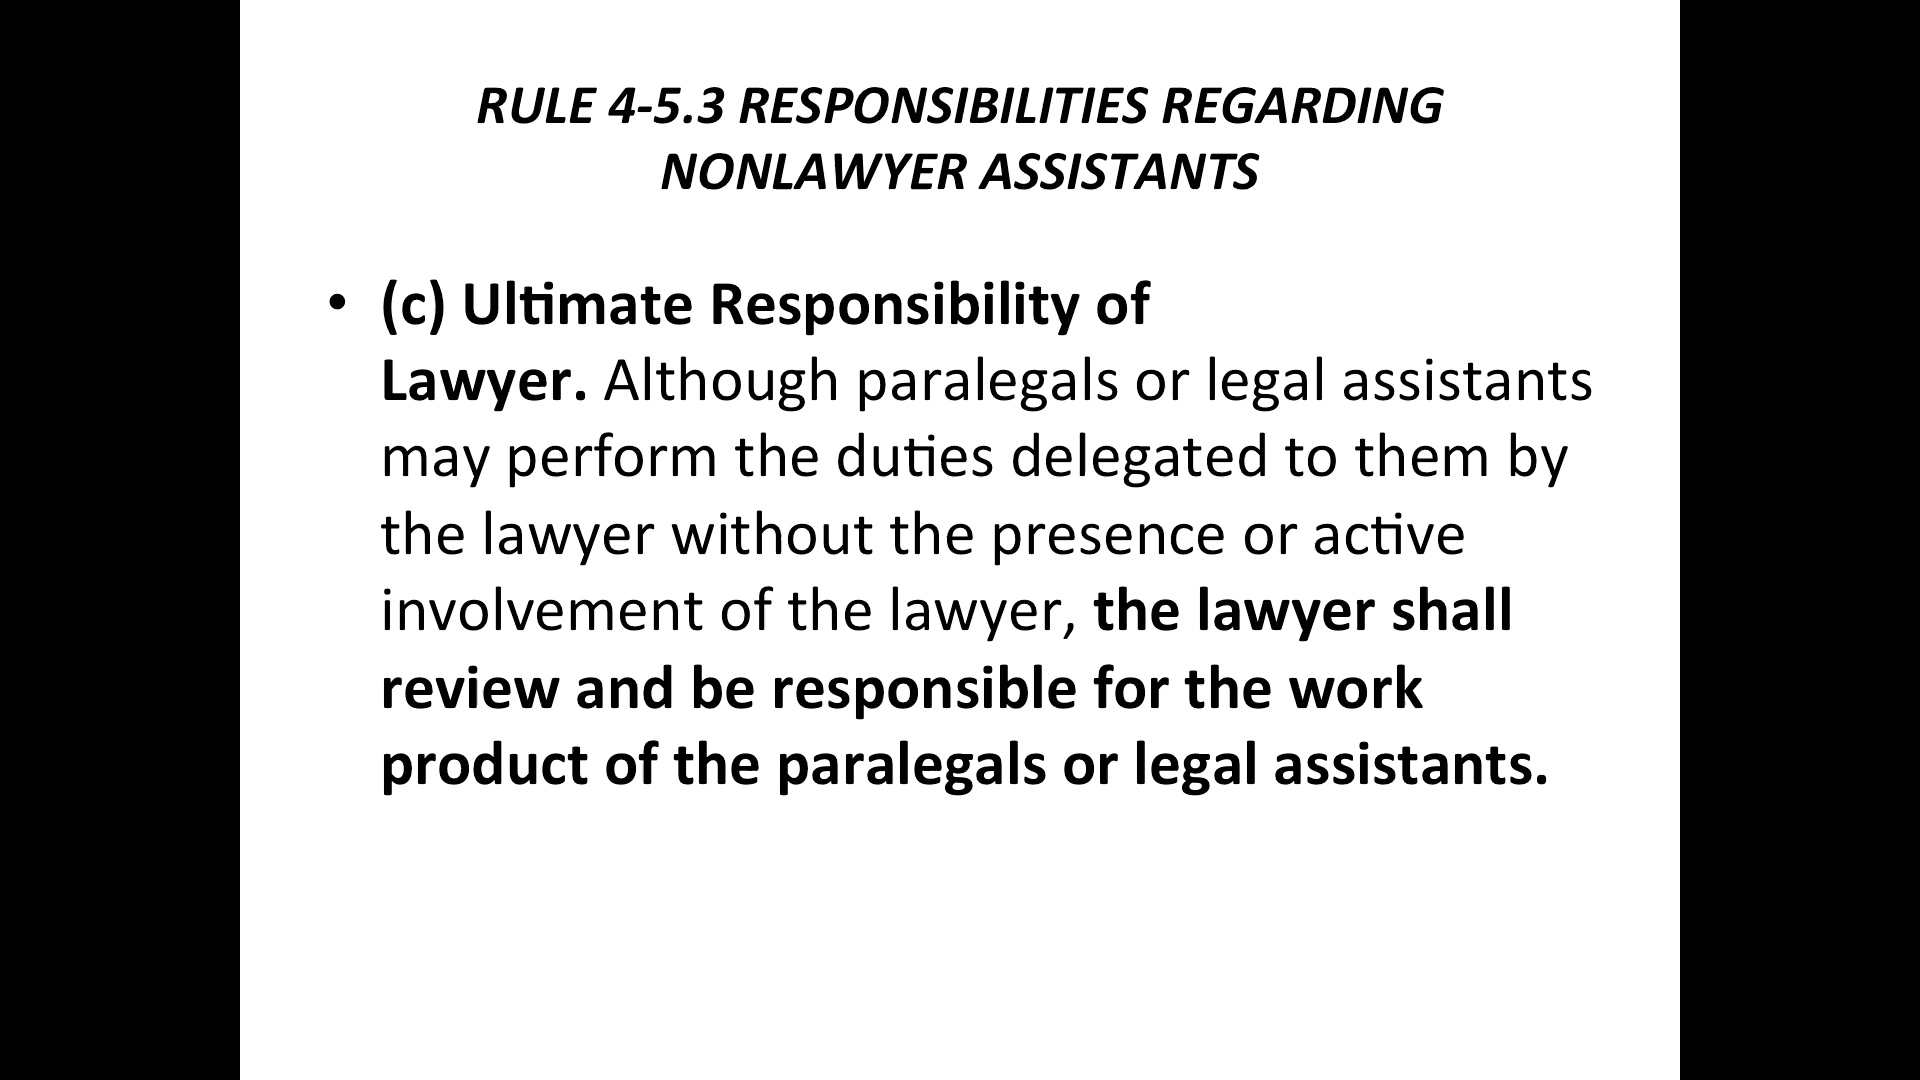 RULE 4-5.3 RESPONSIBILITIES REGARDING
NONLAWYER ASSISTANTS
• (c) Ultimate Responsibility of
Lawyer. Although paralegals or legal assistants
may perform the duties delegated to them by
the lawyer without the presence or active
involvement of the lawyer, the lawyer shall
review and be responsible for the work
product of the paralegals or legal assistants.